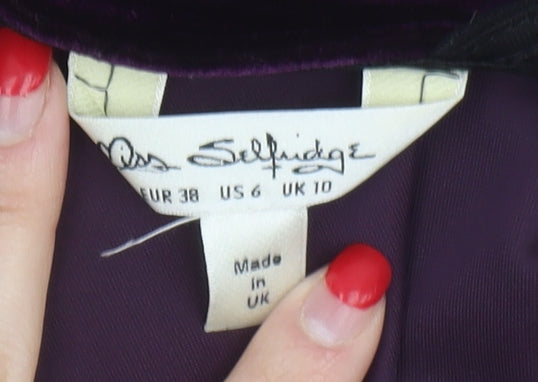 Miss Selfridge
EUR 38 US 6 UK 10
Made
in
UK